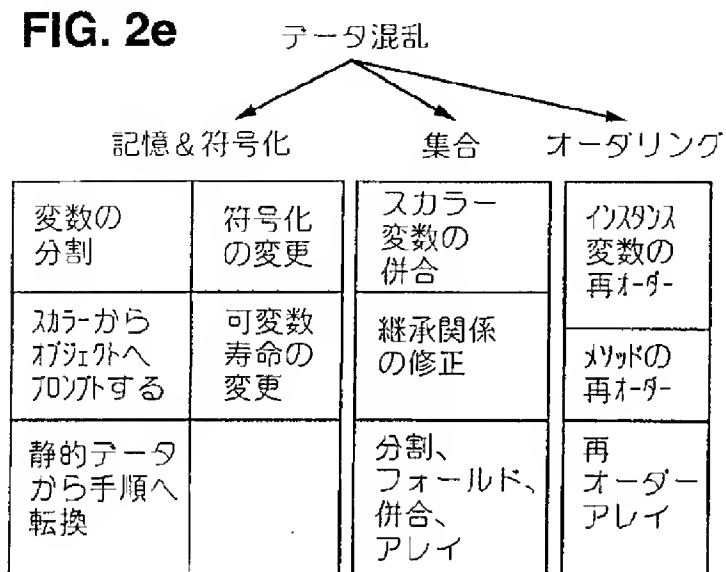 FIG. 2e
データ混乱
記憶&符号化
集合
オーダリング
変数の
分割
符号化
の変更
スカラーから
オブジェクトへ
プロンプトする
可変数
寿命の
変更
静的データ
から手順へ
転換
スカラー
変数の
併合
継承関係
の修正
分割、
フォールド、
併合、
アレイ
インスタンス
変数の
再オーダー
メソッドの
再オーダー
再
オーダー
アレイ